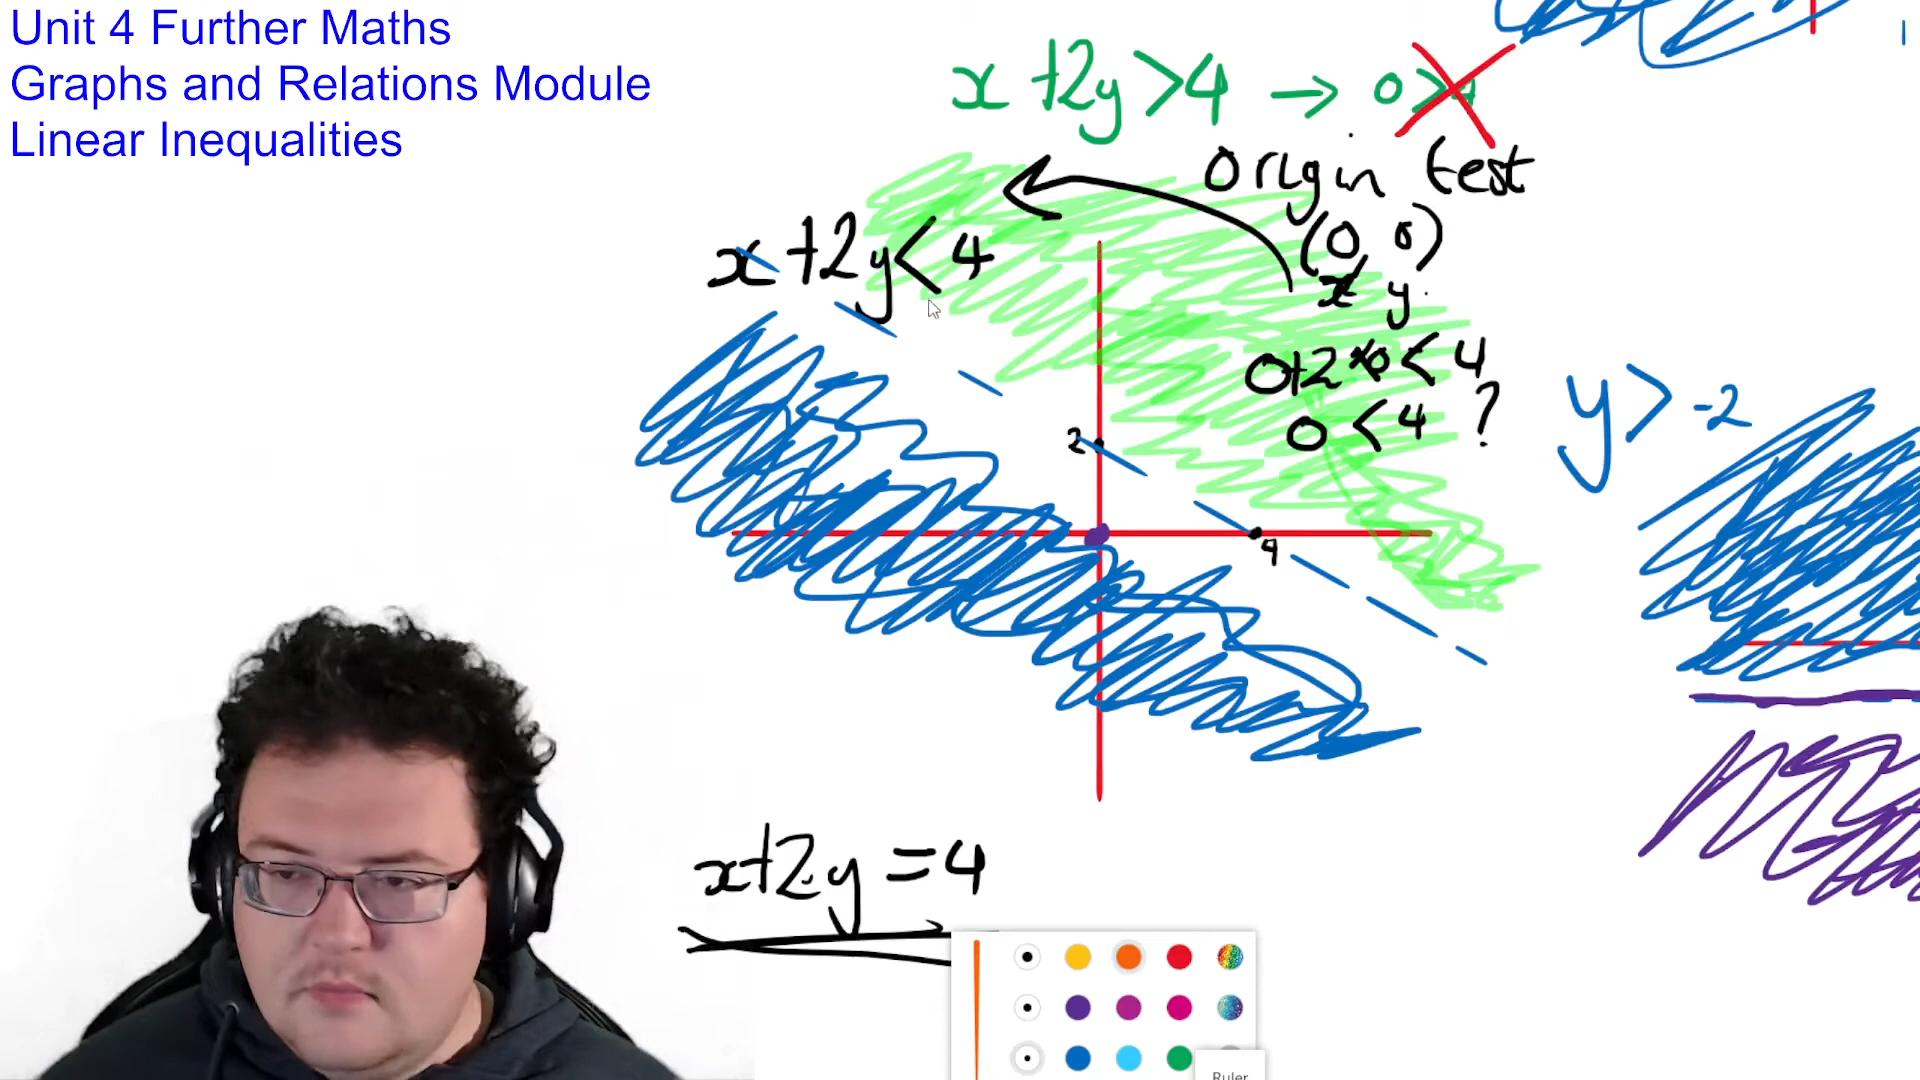 Unit 4 Further Maths
Graphs and Relations Module
Linear Inequalities
x+2y>4 → 0>4
origin test
(0, 0)
x y
x+2y<4
0+2*0<4
0<4 ?
y>-2
2
4
x+2y=4
Ruler